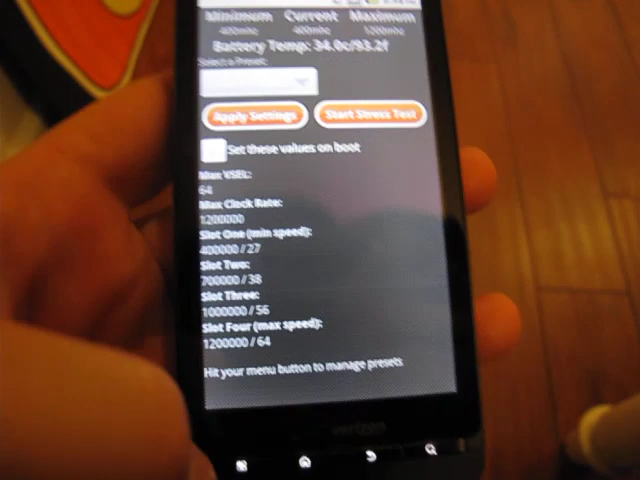 Minimum Current Maximum
400mhz 400mhz 1200mhz
Battery Temp: 34.0c/93.2f
Select a Preset:
Apply Settings Start Stress Test
Set these values on boot
Max VSEL:
64
Max Clock Rate:
1200000
Slot One (min speed):
400000 / 27
Slot Two:
700000 / 38
Slot Three:
1000000 / 56
Slot Four (max speed):
1200000 / 64
Hit your menu button to manage presets
verizon